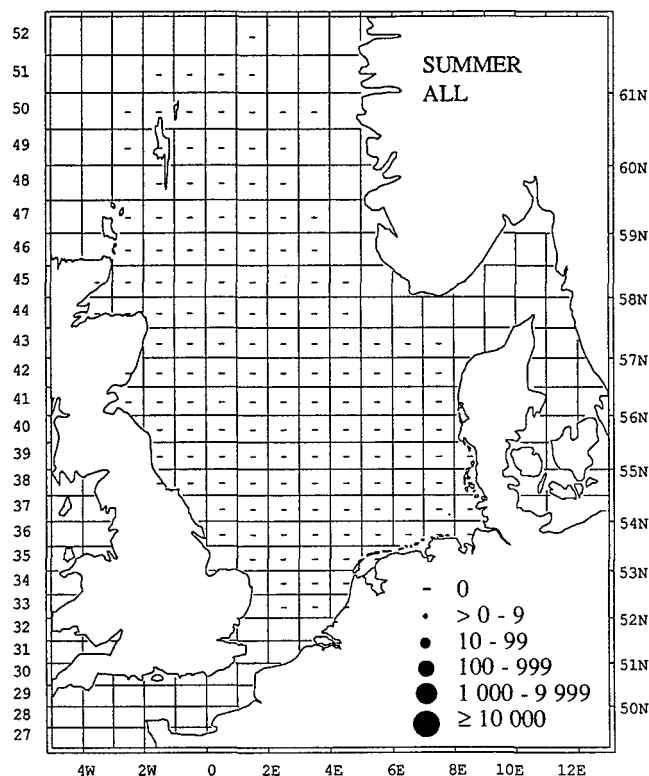 SUMMER
ALL
52
51
50
49
48
47
46
45
44
43
42
41
40
39
38
37
36
35
34
33
32
31
30
29
28
27
61N
60N
59N
58N
57N
56N
55N
54N
53N
52N
51N
50N
- 0
> 0 - 9
10 - 99
100 - 999
1 000 - 9 999
≥ 10 000
4W 2W 0 2E 4E 6E 8E 10E 12E